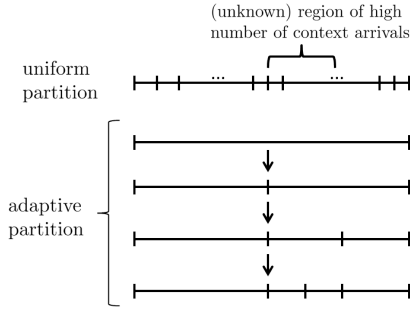 (unknown) region of high
number of context arrivals
uniform
partition
...
...
adaptive
partition